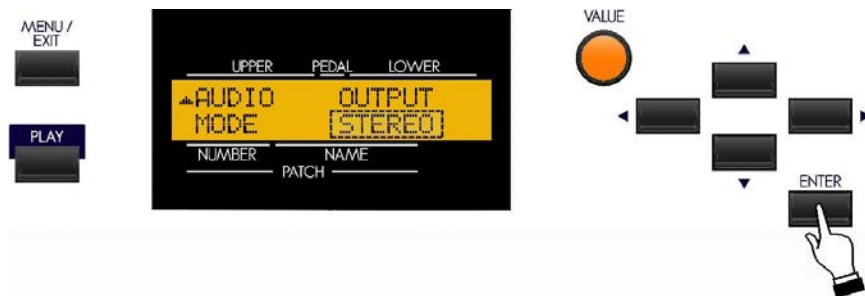 MENU /
EXIT
PLAY
UPPER PEDAL LOWER
AUDIO OUTPUT
MODE [STEREO]
NUMBER NAME
PATCH
VALUE
ENTER